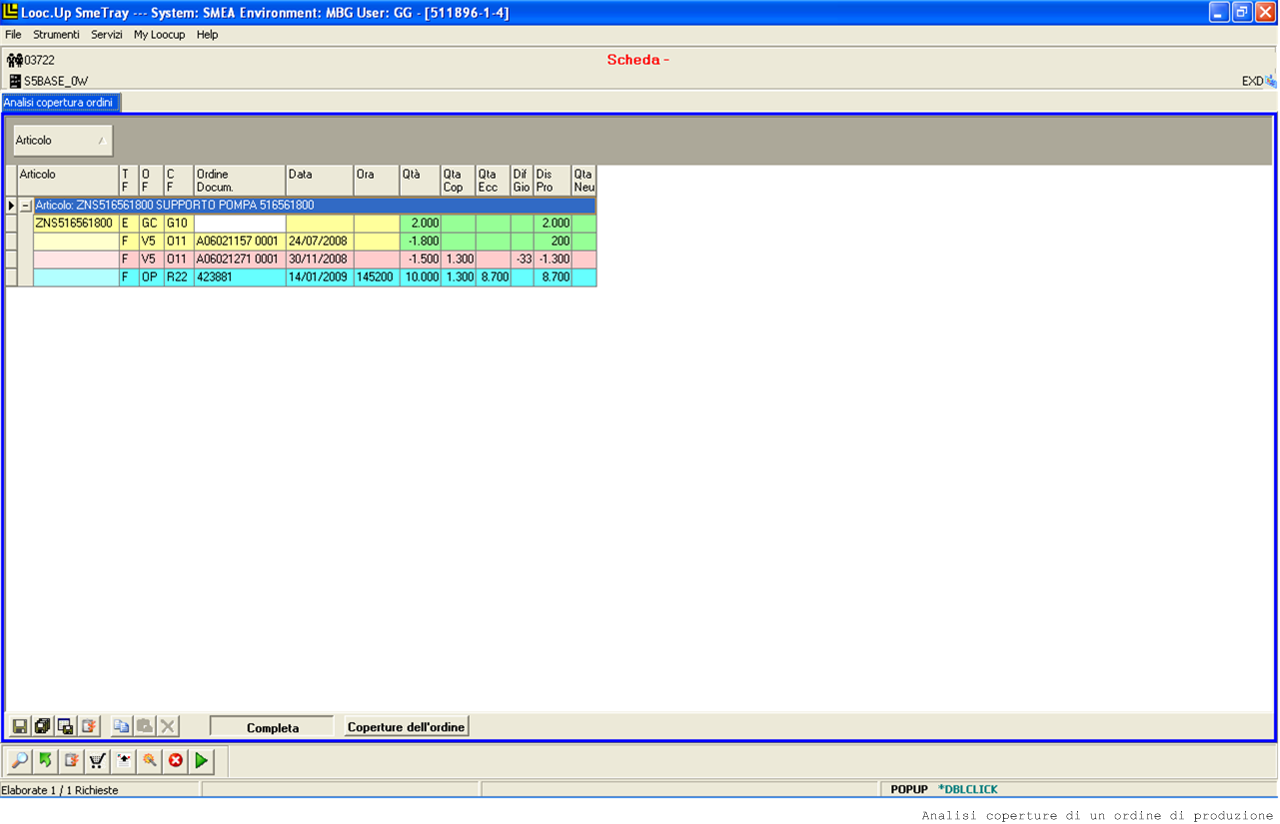 Looc.Up SmeTray --- System: SMEA Environment: MBG User: GG - [511896-1-4]
File Strumenti Servizi My Loocup Help
03722
Scheda -
S5BASE_0W
EXD
Analisi copertura ordini
Articolo
Articolo T F O F C F Ordine Docum. Data Ora Qtà Qta Cop Qta Ecc Dif Gio Dis Pro Qta Neu
Articolo: ZNS516561800 SUPPORTO POMPA 516561800
ZNS516561800 E GC G10 2.000 2.000
F V5 O11 A06021157 0001 24/07/2008 -1.800 200
F V5 O11 A06021271 0001 30/11/2008 -1.500 1.300 -33 -1.300
F OP R22 423881 14/01/2009 145200 10.000 1.300 8.700 8.700
Completa Coperture dell'ordine
Elaborate 1 / 1 Richieste
POPUP *DBLCLICK
Analisi coperture di un ordine di produzione